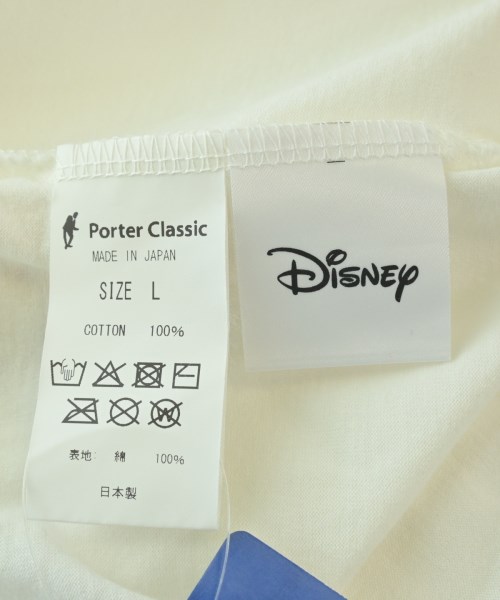 Porter Classic
MADE IN JAPAN
SIZE L
COTTON 100%
表地: 綿 100%
日本製
Disney